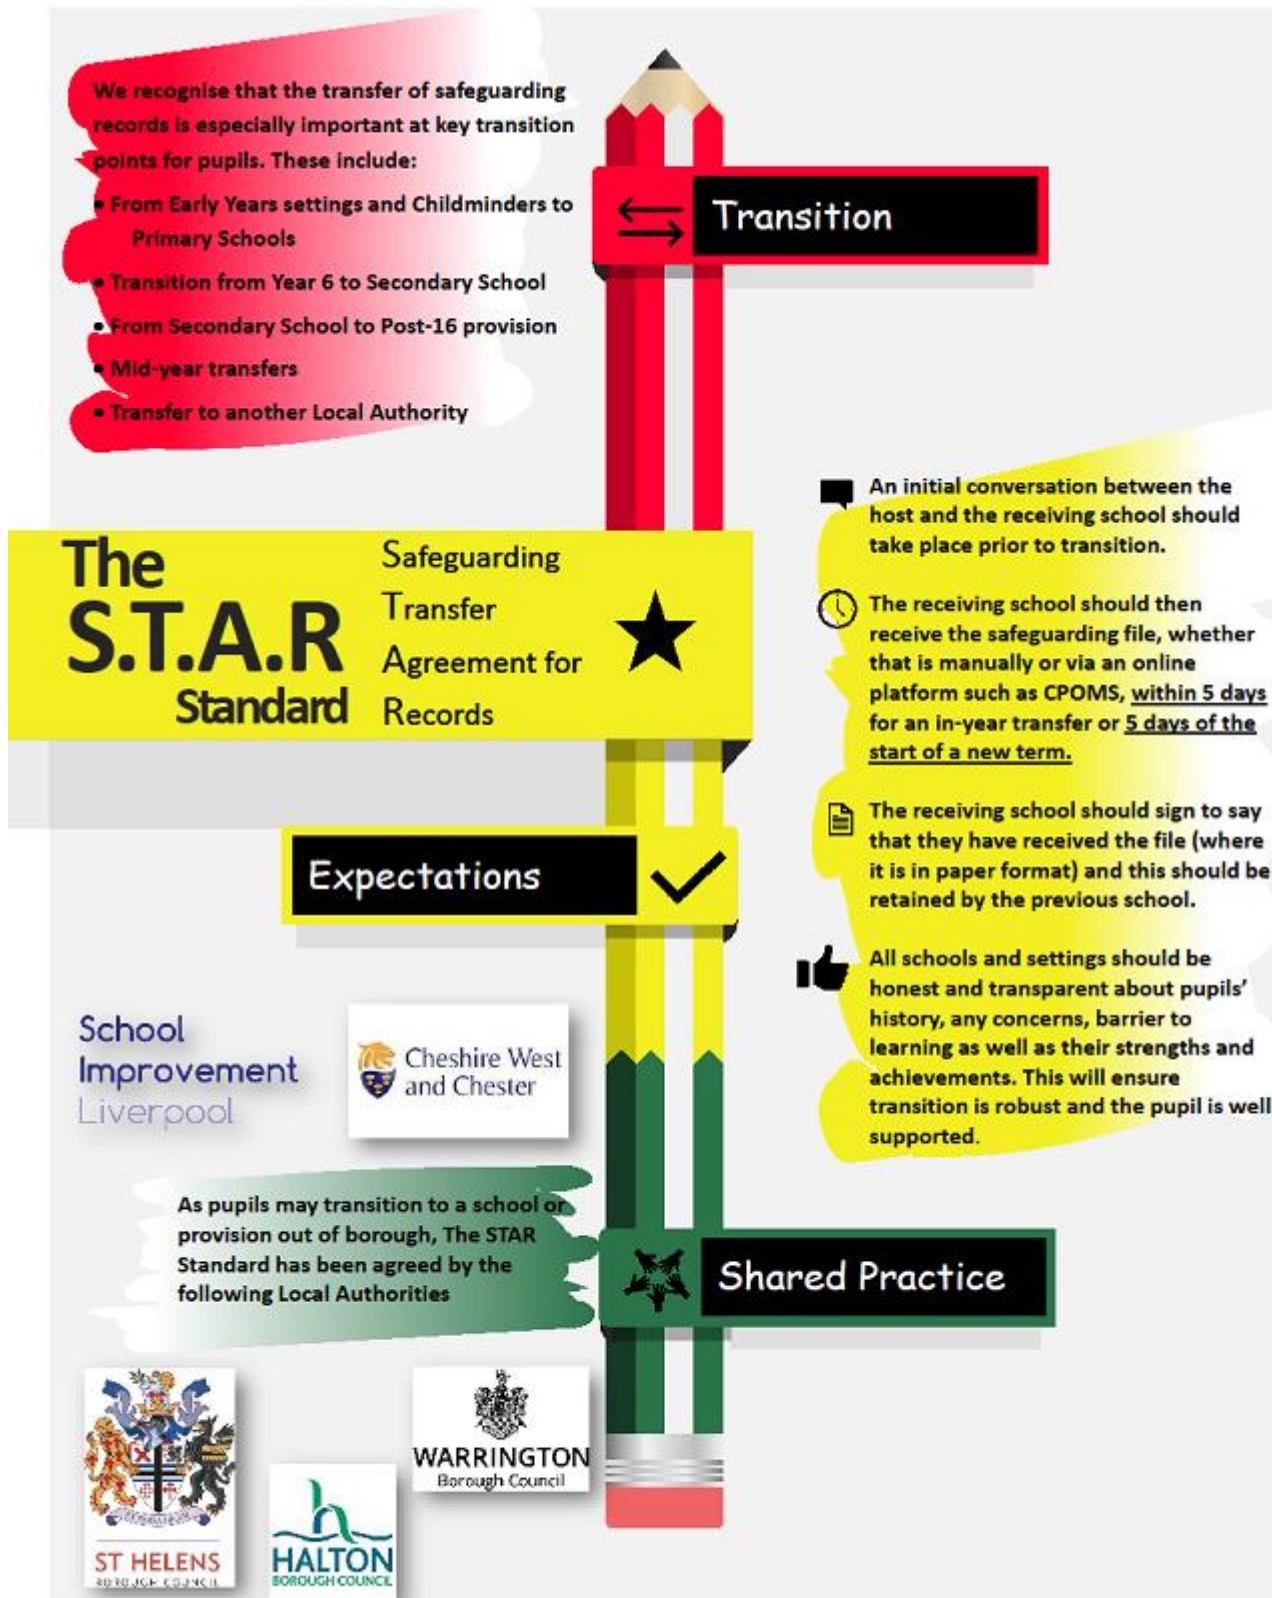 We recognise that the transfer of safeguarding
records is especially important at key transition
points for pupils. These include:
• From Early Years settings and Childminders to
Primary Schools
• Transition from Year 6 to Secondary School
• From Secondary School to Post-16 provision
• Mid-year transfers
• Transfer to another Local Authority
Transition
The
S.T.A.R
Standard
Safeguarding
Transfer
Agreement for
Records
An initial conversation between the
host and the receiving school should
take place prior to transition.
The receiving school should then
receive the safeguarding file, whether
that is manually or via an online
platform such as CPOMS, within 5 days
for an in-year transfer or 5 days of the
start of a new term.
The receiving school should sign to say
that they have received the file (where
it is in paper format) and this should be
retained by the previous school.
All schools and settings should be
honest and transparent about pupils'
history, any concerns, barrier to
learning as well as their strengths and
achievements. This will ensure
transition is robust and the pupil is well
supported.
Expectations
School
Improvement
Liverpool
Cheshire West
and Chester
As pupils may transition to a school or
provision out of borough, The STAR
Standard has been agreed by the
following Local Authorities
Shared Practice
ST HELENS
BOROUGH COUNCIL
HALTON
BOROUGH COUNCIL
WARRINGTON
Borough Council